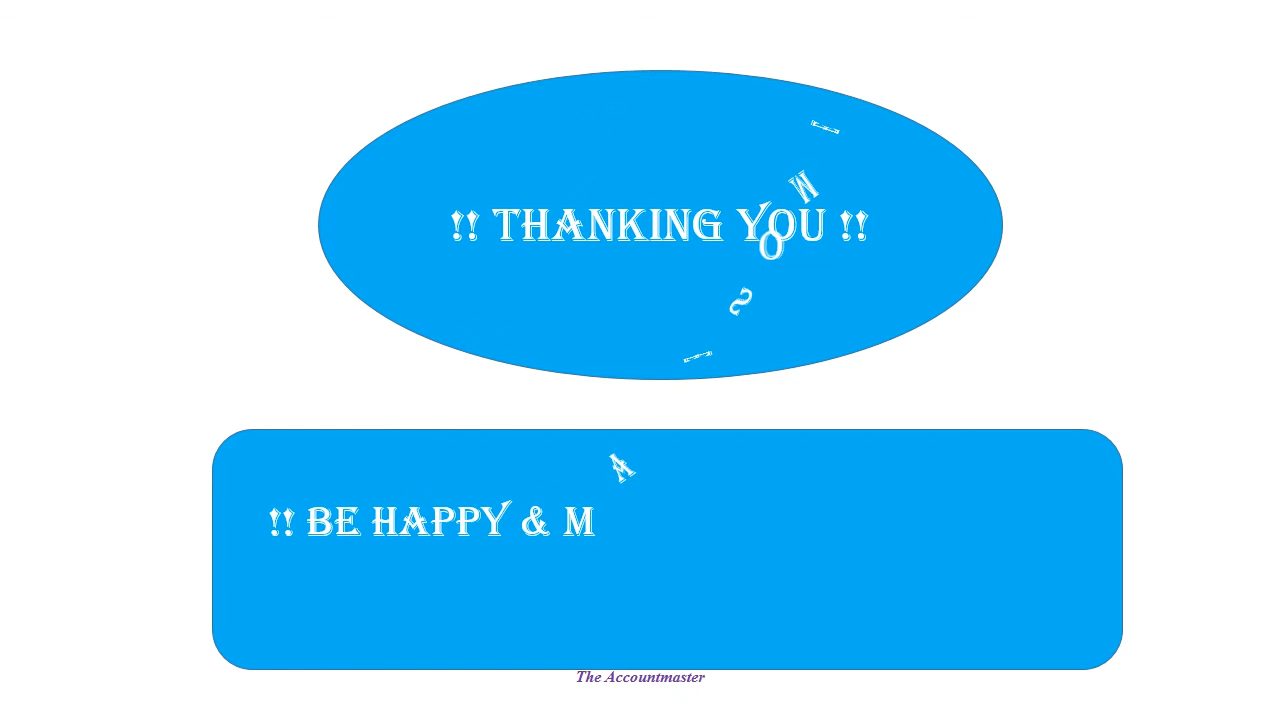 !! THANKING YOU !!
!! BE HAPPY & M
A
The Accountmaster